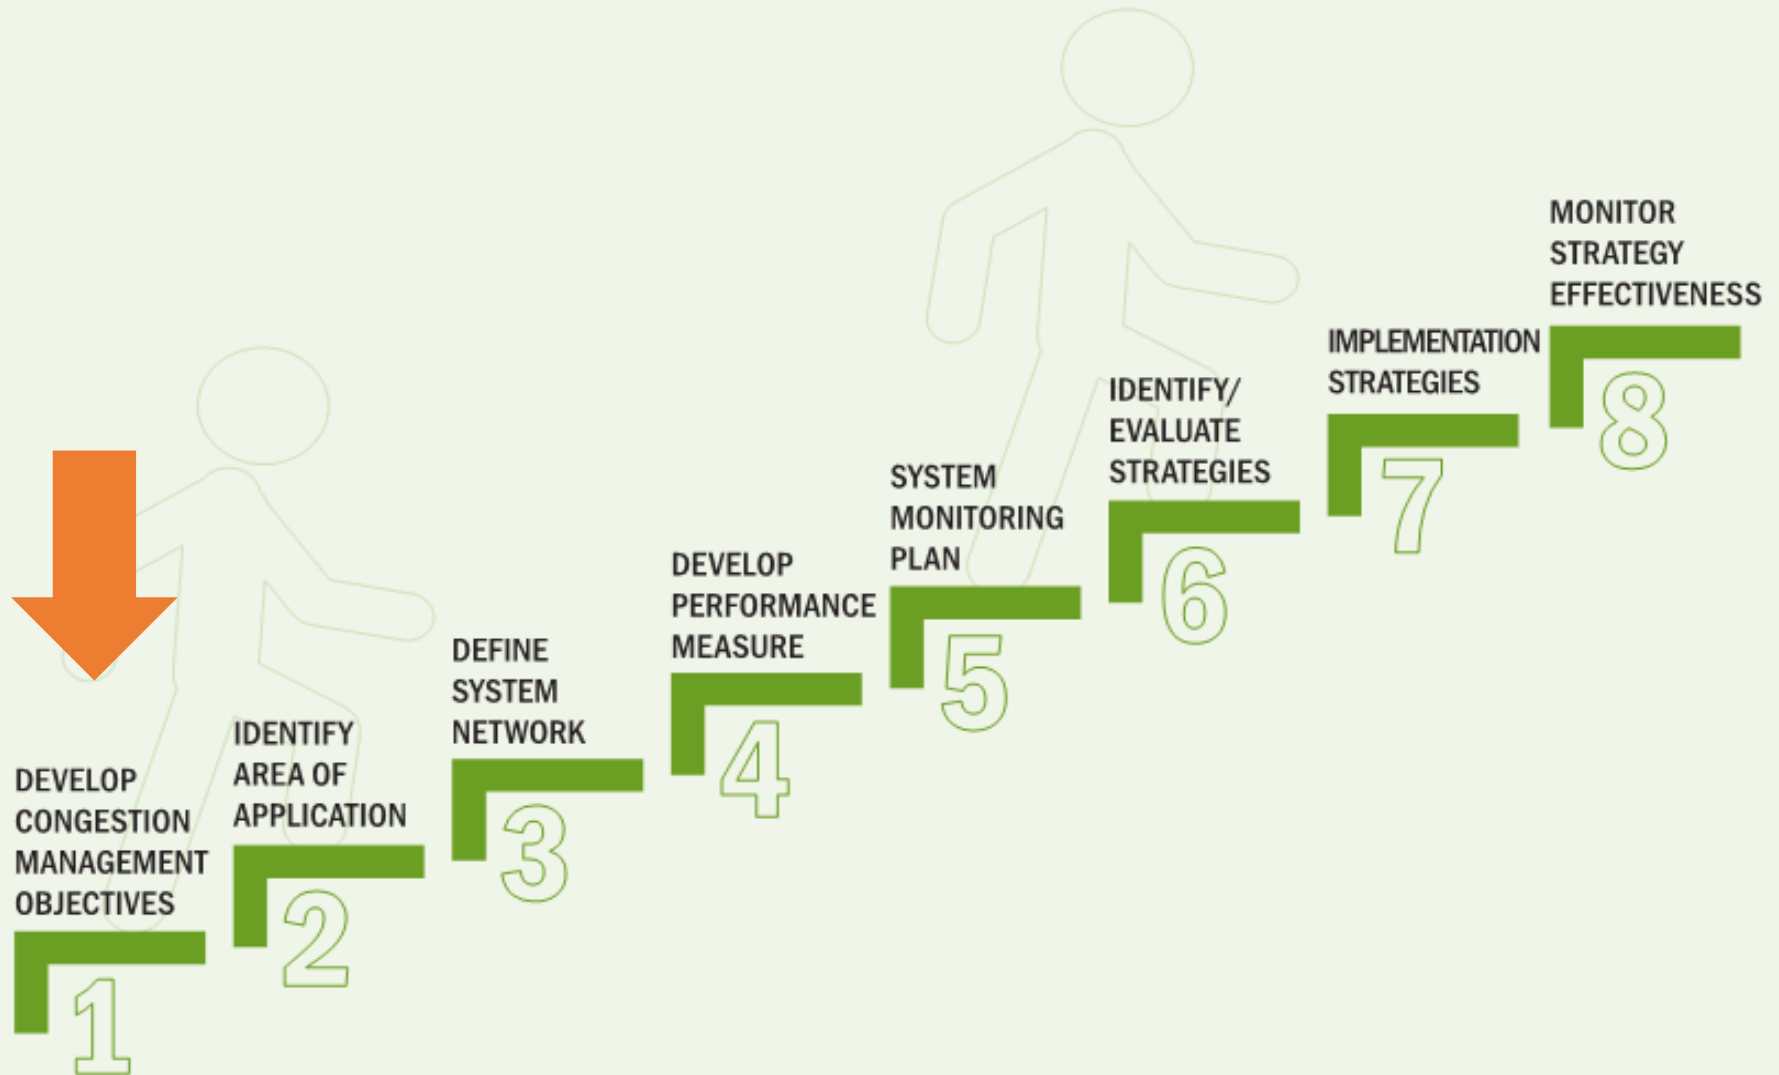 DEVELOP
CONGESTION
MANAGEMENT
OBJECTIVES
1
IDENTIFY
AREA OF
APPLICATION
2
DEFINE
SYSTEM
NETWORK
3
DEVELOP
PERFORMANCE
MEASURE
4
SYSTEM
MONITORING
PLAN
5
IDENTIFY/
EVALUATE
STRATEGIES
6
IMPLEMENTATION
STRATEGIES
7
MONITOR
STRATEGY
EFFECTIVENESS
8